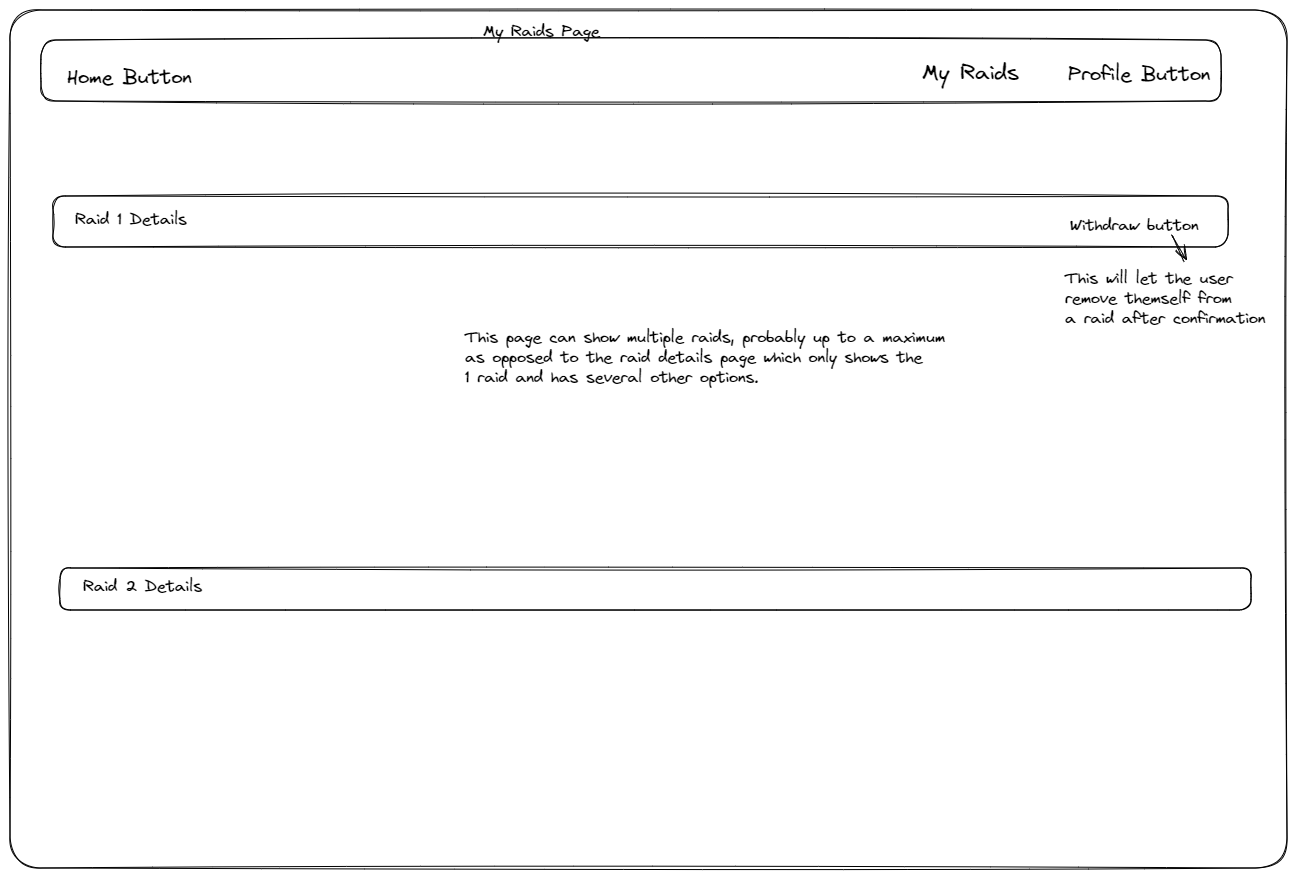 My Raids Page
Home Button
My Raids
Profile Button
Raid 1 Details
Withdraw button
This will let the user
remove themself from
a raid after confirmation
This page can show multiple raids, probably up to a maximum
as opposed to the raid details page which only shows the
1 raid and has several other options.
Raid 2 Details